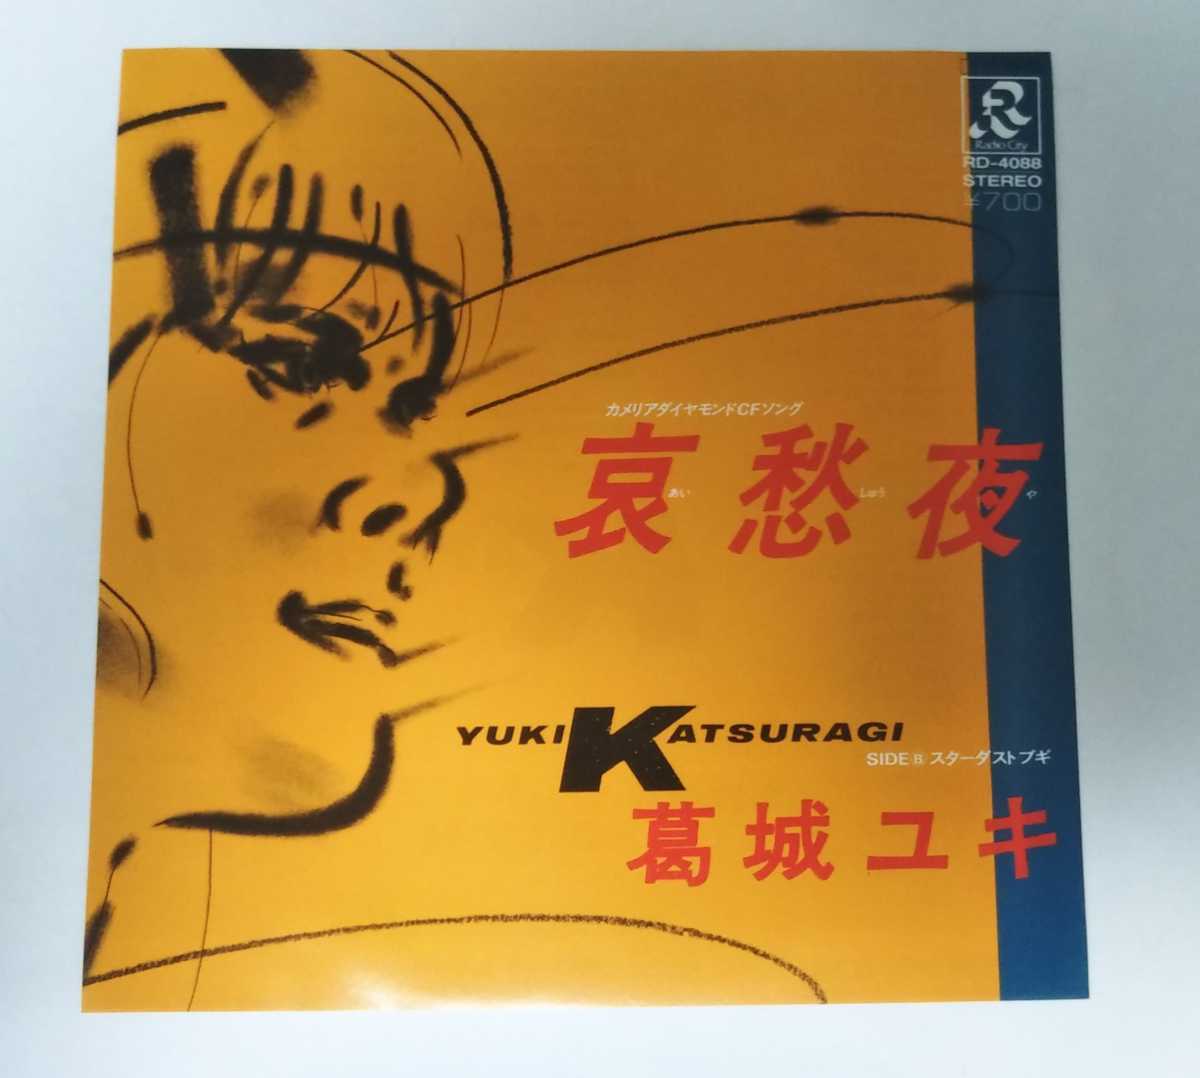 R
Radio City
RD-4088
STEREO
¥700
カメリアダイヤモンドCFソング
哀愁夜
あい しゅう や
YUKI KATSURAGI
SIDE B スターダストブギ
葛城ユキ